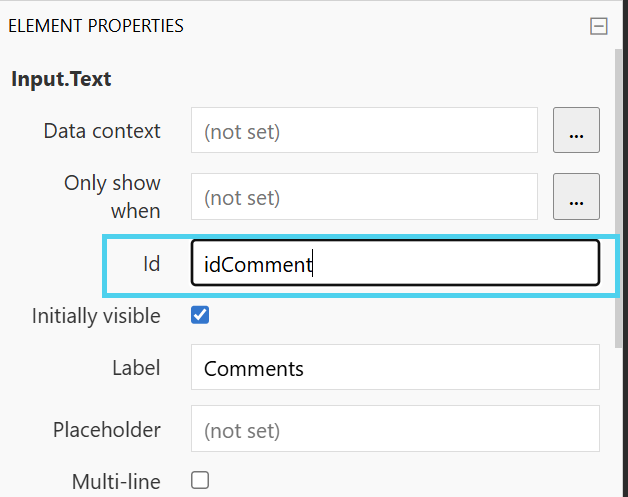 ELEMENT PROPERTIES
Input.Text
Data context (not set) ...
Only show when (not set) ...
Id idComment
Initially visible
Label Comments
Placeholder (not set)
Multi-line